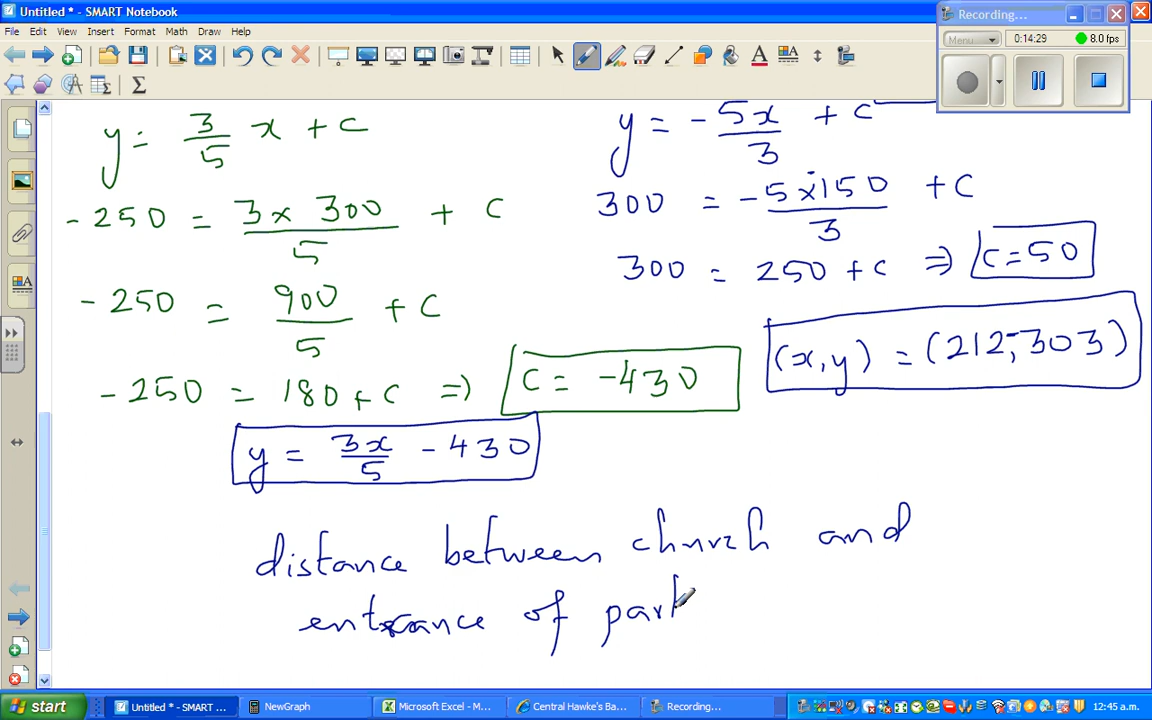 Untitled * - SMART Notebook
File Edit View Insert Format Math Draw Help
Recording...
Menu 0:14:29 8.0 fps
y = 3/5 x + c
-250 = 3 x 300/5 + c
-250 = 900/5 + c
-250 = 180 + c ⇒ c = -430
y = 3x/5 - 430
y = -5x/3 + c
300 = -5x150/3 + c
300 = 250 + c ⇒ c = 50
(x,y) = (212,-303)
distance between church and
entrance of park
start Untitled * - SMART ... NewGraph Microsoft Excel - M... Central Hawke's Ba... Recording... 12:45 a.m.